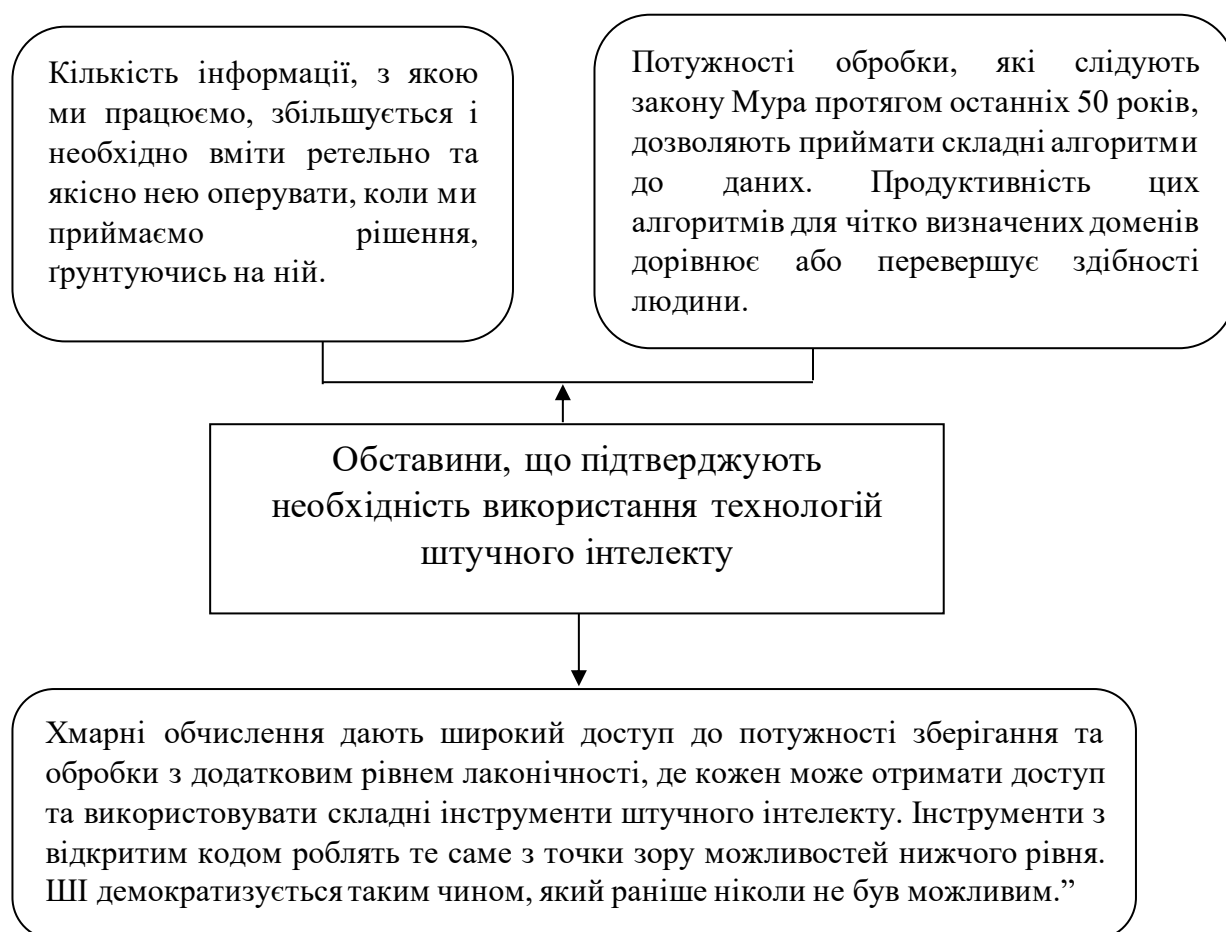 Кількість інформації, з якою
ми працюємо, збільшується і
необхідно вміти ретельно та
якісно нею оперувати, коли ми
приймаємо рішення,
ґрунтуючись на ній.
Потужності обробки, які слідують
закону Мура протягом останніх 50 років,
дозволяють приймати складні алгоритми
до даних. Продуктивність цих
алгоритмів для чітко визначених доменів
дорівнює або перевершує здібності
людини.
Обставини, що підтверджують
необхідність використання технологій
штучного інтелекту
Хмарні обчислення дають широкий доступ до потужності зберігання та
обробки з додатковим рівнем лаконічності, де кожен може отримати доступ
та використовувати складні інструменти штучного інтелекту. Інструменти з
відкритим кодом роблять те саме з точки зору можливостей нижчого рівня.
ШІ демократизується таким чином, який раніше ніколи не був можливим.”